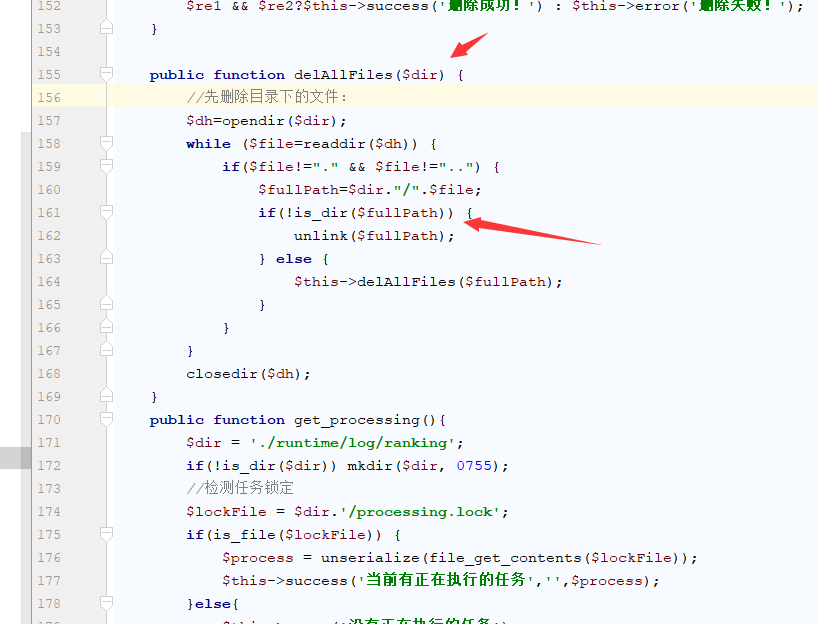 152 $re1 && $re2?$this->success('删除成功！') : $this->error('删除失败！');
153 }
154
155 public function delAllFiles($dir) {
156 //先删除目录下的文件：
157 $dh=opendir($dir);
158 while ($file=readdir($dh)) {
159 if($file!="." && $file!="..") {
160 $fullPath=$dir."/".$file;
161 if(!is_dir($fullPath)) {
162 unlink($fullPath);
163 } else {
164 $this->delAllFiles($fullPath);
165 }
166 }
167 }
168 closedir($dh);
169 }
170 public function get_processing(){
171 $dir = './runtime/log/ranking';
172 if(!is_dir($dir)) mkdir($dir, 0755);
173 //检测任务锁定
174 $lockFile = $dir.'/processing.lock';
175 if(is_file($lockFile)) {
176 $process = unserialize(file_get_contents($lockFile));
177 $this->success('当前有正在执行的任务','',$process);
178 }else{